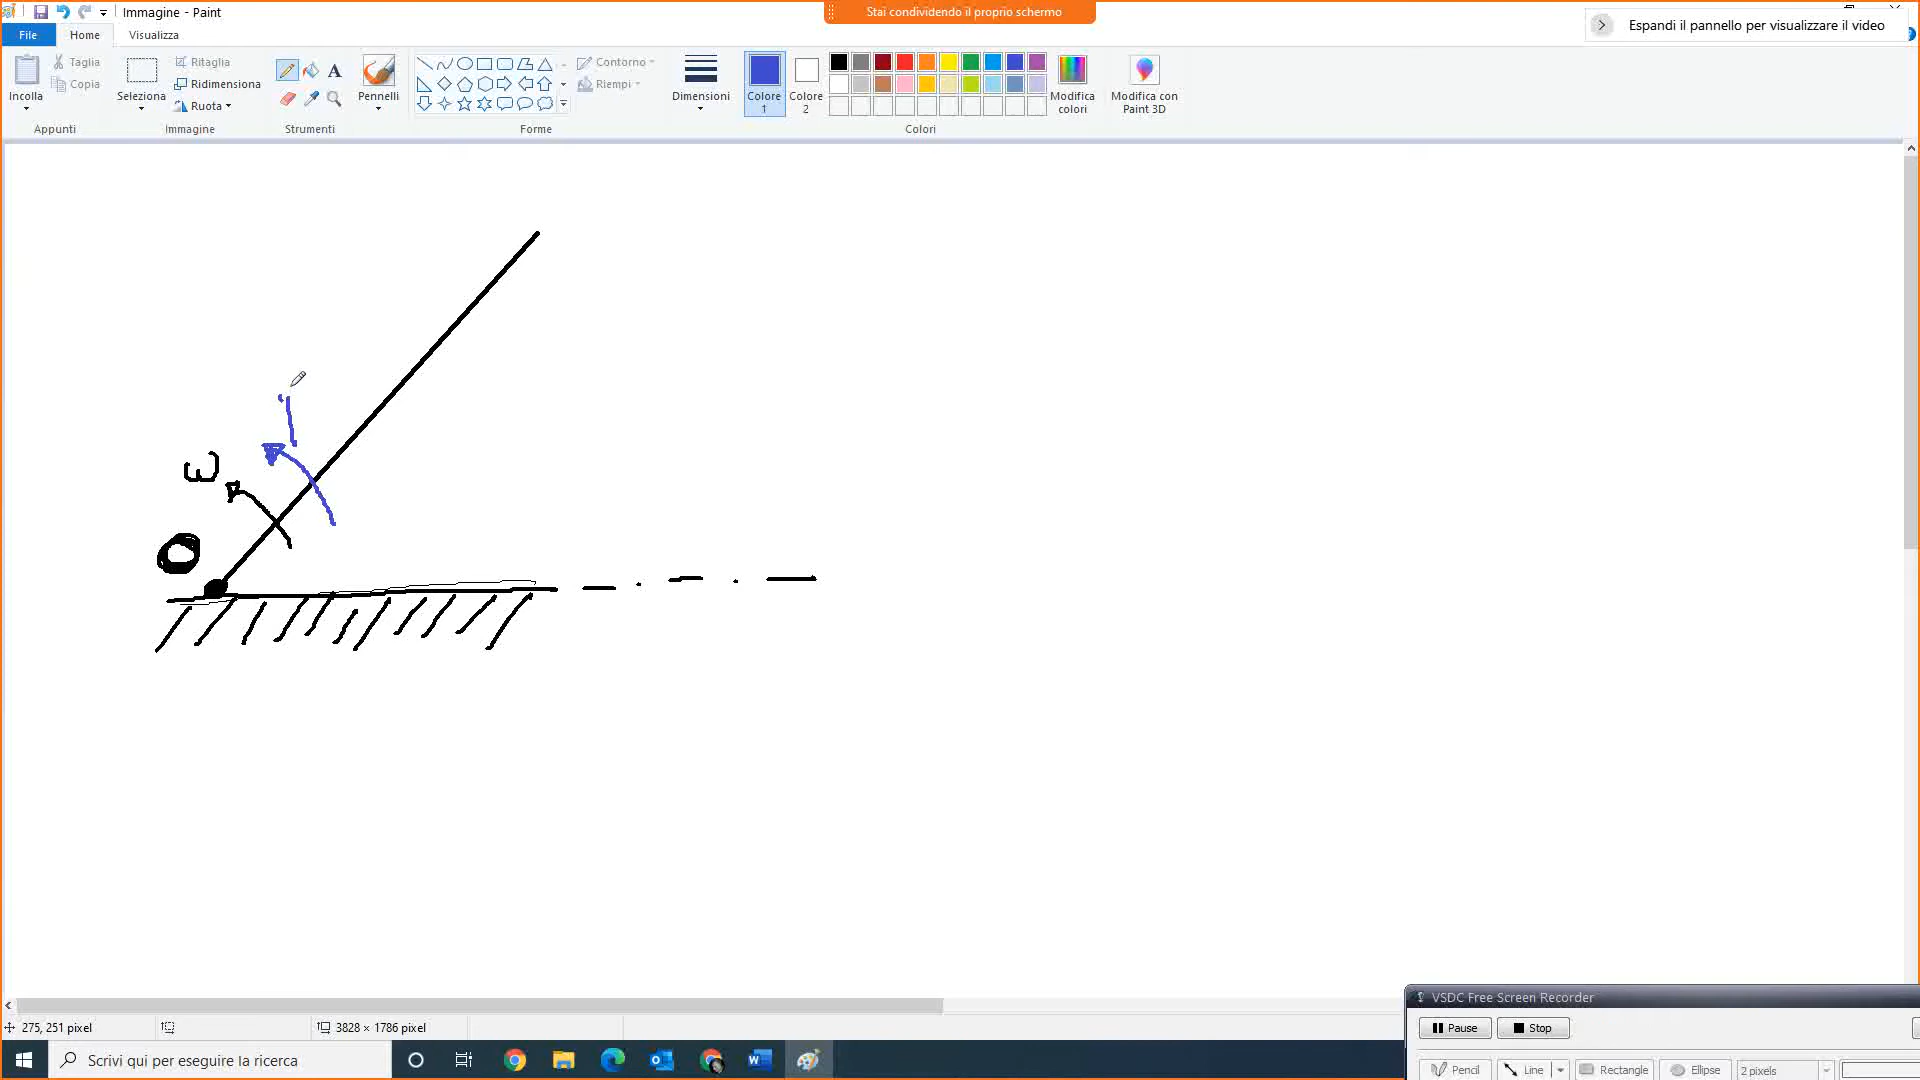 Immagine - Paint
Stai condividendo il proprio schermo
Espandi il pannello per visualizzare il video
File
Home
Visualizza
Incolla
Taglia
Copia
Appunti
Seleziona
Ritaglia
Ridimensiona
Ruota
Immagine
A
Strumenti
Pennelli
Contorno
Riempi
Forme
Dimensioni
Colore 1
Colore 2
Modifica colori
Modifica con Paint 3D
Colori
ω
O
275, 251 pixel
3828 × 1786 pixel
VSDC Free Screen Recorder
Pause
Stop
Pencil
Line
Rectangle
Ellipse
2 pixels
Scrivi qui per eseguire la ricerca